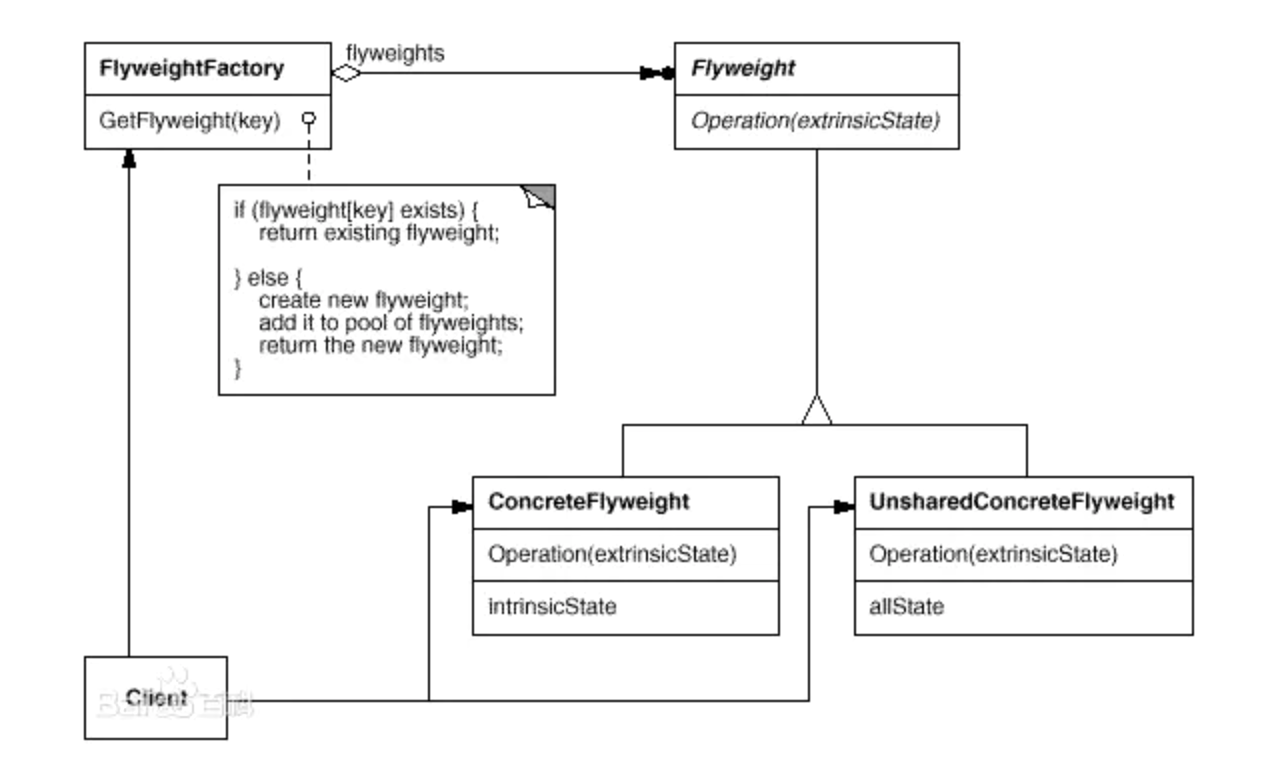 flyweights
FlyweightFactory
GetFlyweight(key)
Flyweight
Operation(extrinsicState)
if (flyweight[key] exists) {
return existing flyweight;
} else {
create new flyweight;
add it to pool of flyweights;
return the new flyweight;
}
ConcreteFlyweight
Operation(extrinsicState)
intrinsicState
UnsharedConcreteFlyweight
Operation(extrinsicState)
allState
Client
Bai 百科